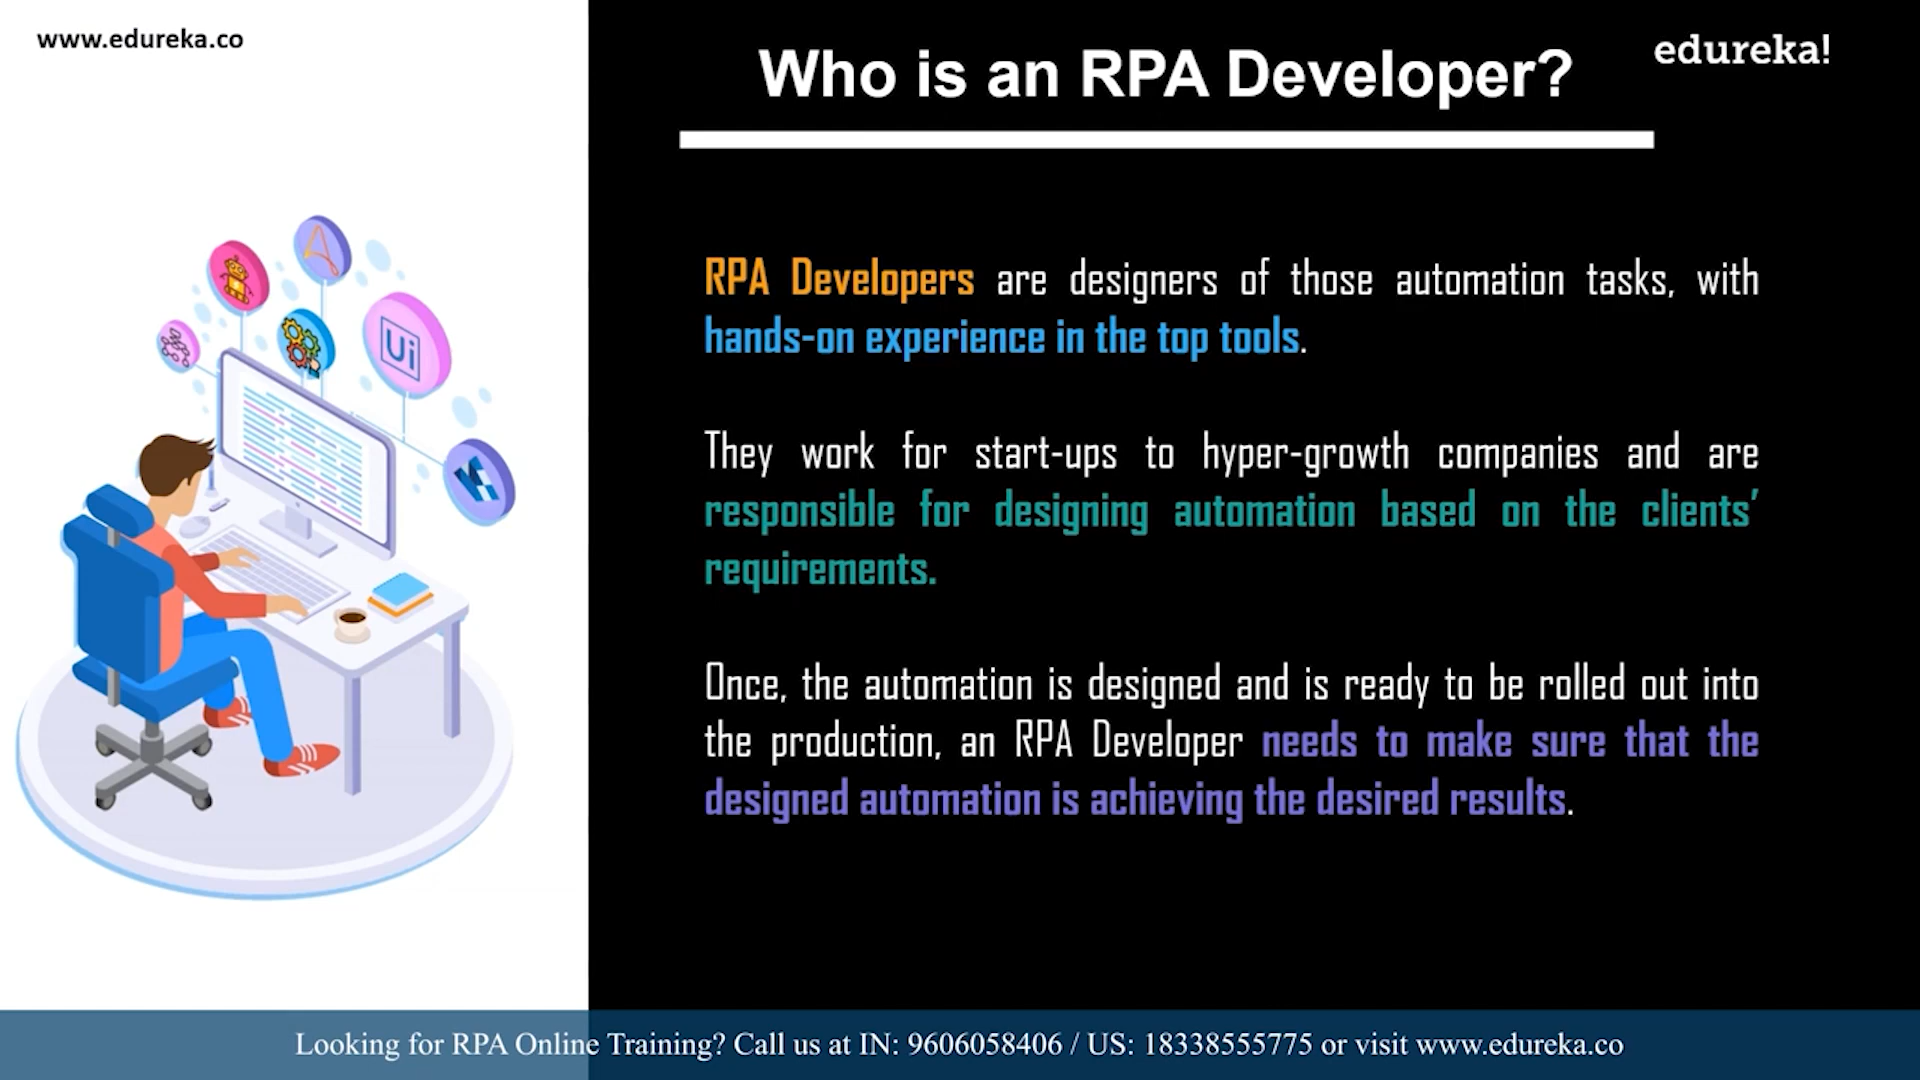 www.edureka.co
Who is an RPA Developer?
edureka!
RPA Developers are designers of those automation tasks, with
hands-on experience in the top tools.
They work for start-ups to hyper-growth companies and are
responsible for designing automation based on the clients’
requirements.
Once, the automation is designed and is ready to be rolled out into
the production, an RPA Developer needs to make sure that the
designed automation is achieving the desired results.
Ui
Looking for RPA Online Training? Call us at IN: 9606058406 / US: 18338555775 or visit www.edureka.co